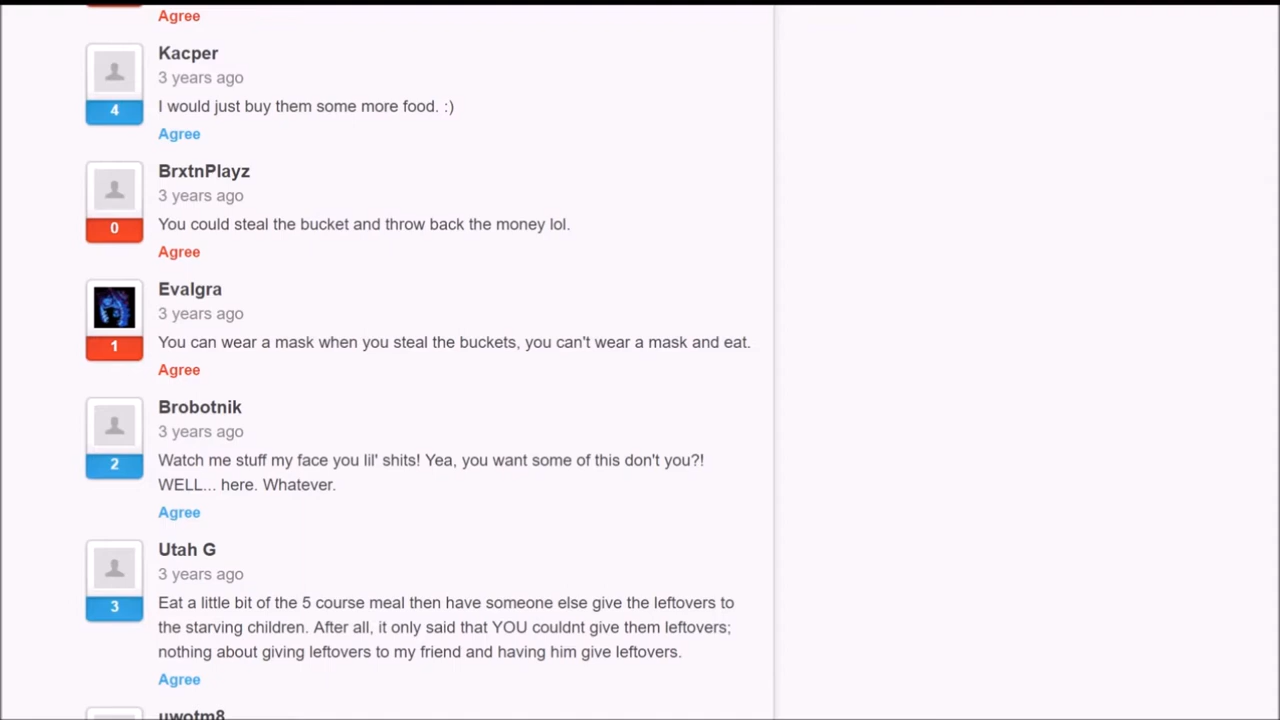 Agree
Kacper
3 years ago
4
I would just buy them some more food. :)
Agree
BrxtnPlayz
3 years ago
0
You could steal the bucket and throw back the money lol.
Agree
Evalgra
3 years ago
1
You can wear a mask when you steal the buckets, you can't wear a mask and eat.
Agree
Brobotnik
3 years ago
2
Watch me stuff my face you lil' shits! Yea, you want some of this don't you?!
WELL... here. Whatever.
Agree
Utah G
3 years ago
3
Eat a little bit of the 5 course meal then have someone else give the leftovers to
the starving children. After all, it only said that YOU couldnt give them leftovers;
nothing about giving leftovers to my friend and having him give leftovers.
Agree
uwotm8